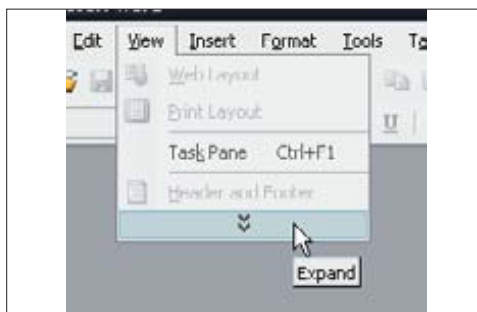 Edit View Insert Format Tools
Web Layout
Print Layout
Task Pane Ctrl+F1
Header and Footer
U
Expand